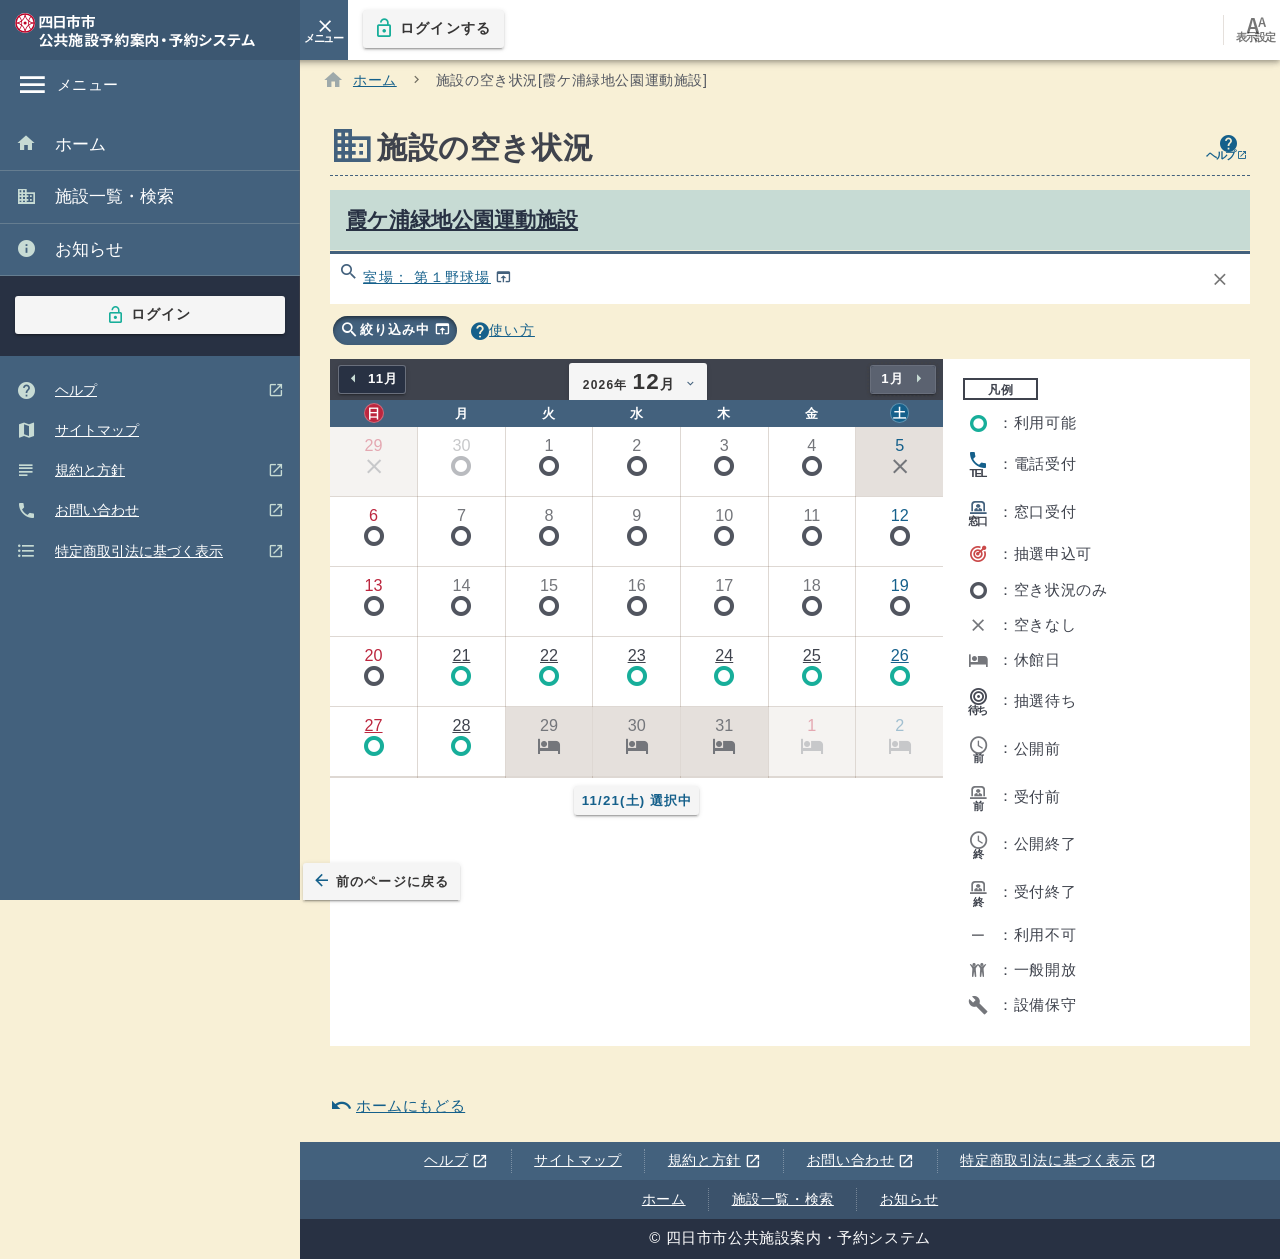 四日市市
公共施設予約案内・予約システム
メニュー
ログインする
表示設定
メニュー
ホーム
施設一覧・検索
お知らせ
ログイン
ヘルプ
サイトマップ
規約と方針
お問い合わせ
特定商取引法に基づく表示
ホーム 施設の空き状況[霞ケ浦緑地公園運動施設]
施設の空き状況
ヘルプ
霞ケ浦緑地公園運動施設
室場： 第１野球場
絞り込み中 使い方
11月 2026年 12月 1月
日 月 火 水 木 金 土
29 30 1 2 3 4 5
6 7 8 9 10 11 12
13 14 15 16 17 18 19
20 21 22 23 24 25 26
27 28 29 30 31 1 2
11/21(土) 選択中
前のページに戻る
凡例
：利用可能
TEL ：電話受付
窓口 ：窓口受付
：抽選申込可
：空き状況のみ
：空きなし
：休館日
待ち ：抽選待ち
前 ：公開前
前 ：受付前
終 ：公開終了
終 ：受付終了
：利用不可
：一般開放
：設備保守
ホームにもどる
ヘルプ サイトマップ 規約と方針 お問い合わせ 特定商取引法に基づく表示
ホーム 施設一覧・検索 お知らせ
© 四日市市公共施設案内・予約システム